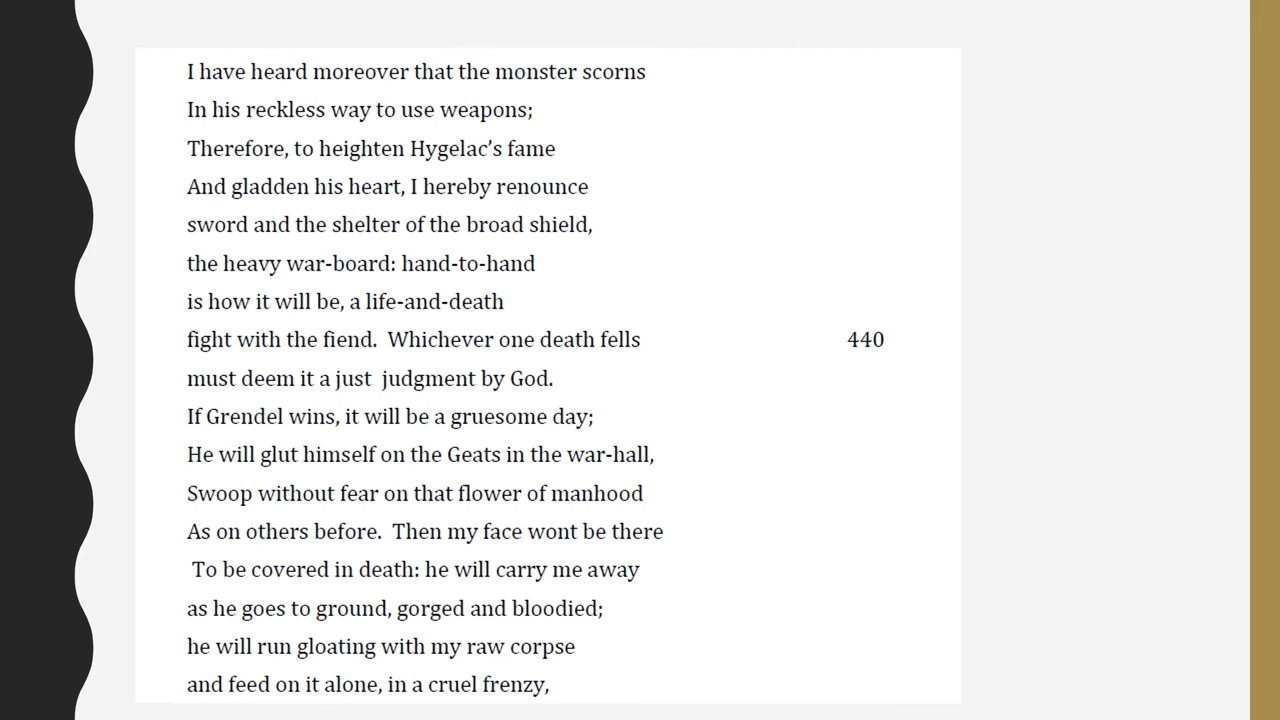 I have heard moreover that the monster scorns
In his reckless way to use weapons;
Therefore, to heighten Hygelac’s fame
And gladden his heart, I hereby renounce
sword and the shelter of the broad shield,
the heavy war-board: hand-to-hand
is how it will be, a life-and-death
fight with the fiend.  Whichever one death fells 440
must deem it a just  judgment by God.
If Grendel wins, it will be a gruesome day;
He will glut himself on the Geats in the war-hall,
Swoop without fear on that flower of manhood
As on others before.  Then my face wont be there
To be covered in death: he will carry me away
as he goes to ground, gorged and bloodied;
he will run gloating with my raw corpse
and feed on it alone, in a cruel frenzy,